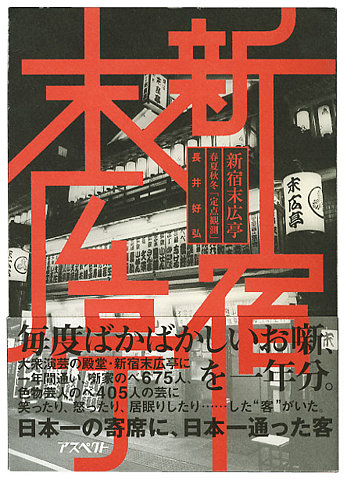 新宿
末広亭
新宿末広亭
春夏秋冬「定点観測」
長井好弘
末広亭
毎度ばかばかしいお噺、を一年分。
大衆演芸の殿堂・新宿末広亭に
一年間通い、噺家のべ675人、
色物芸人のべ405人の芸に
笑ったり、怒ったり、居眠りしたり……した“客”がいた。
日本一の寄席に、日本一通った客
アスペクト